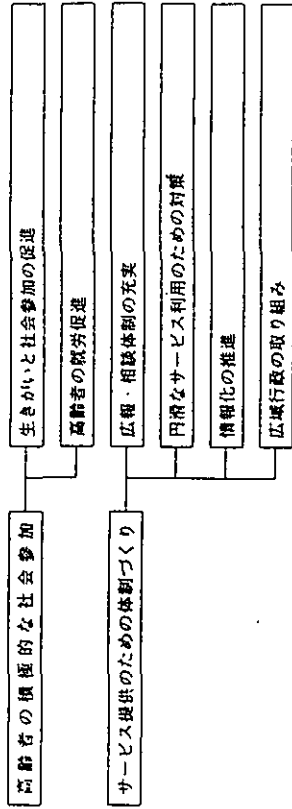 高齢者の積極的な社会参加
生きがいと社会参加の促進
高齢者の就労促進
サービス提供のための体制づくり
広報・相談体制の充実
円滑なサービス利用のための対策
情報化の推進
広域行政の取り組み